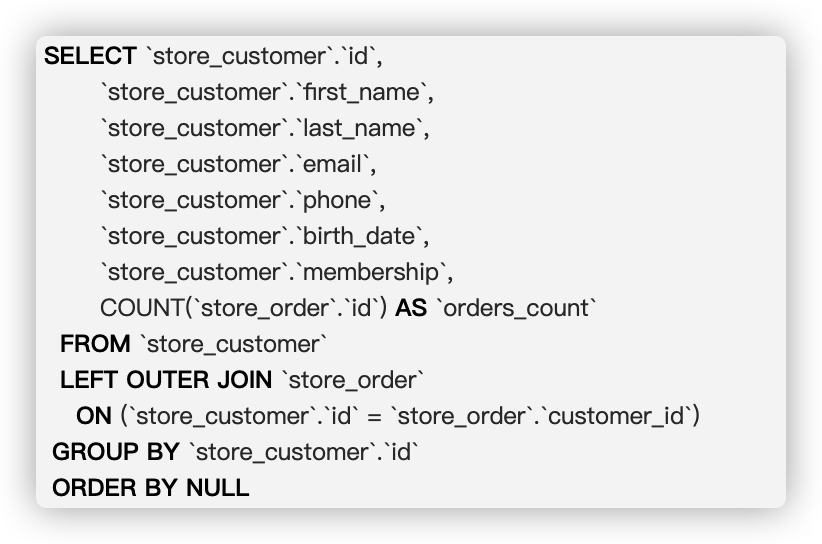 SELECT `store_customer`.`id`,
`store_customer`.`first_name`,
`store_customer`.`last_name`,
`store_customer`.`email`,
`store_customer`.`phone`,
`store_customer`.`birth_date`,
`store_customer`.`membership`,
COUNT(`store_order`.`id`) AS `orders_count`
FROM `store_customer`
LEFT OUTER JOIN `store_order`
ON (`store_customer`.`id` = `store_order`.`customer_id`)
GROUP BY `store_customer`.`id`
ORDER BY NULL